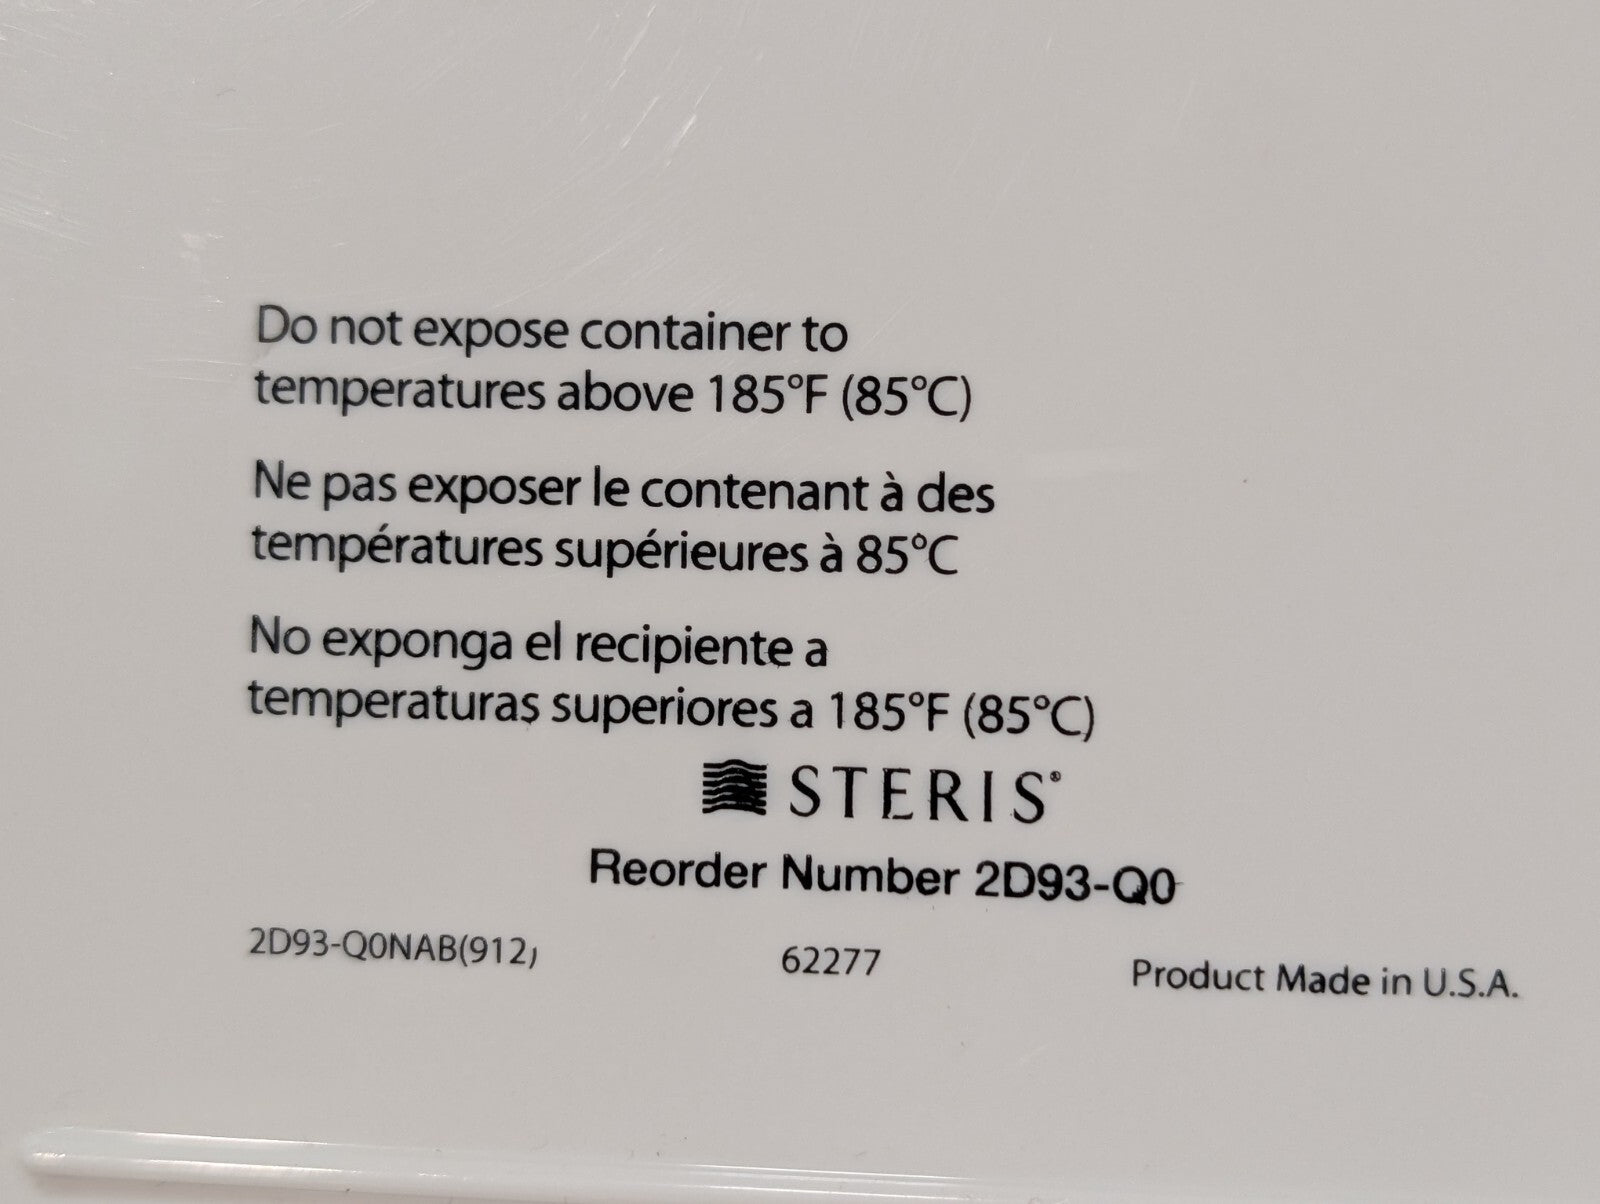 Do not expose container to
temperatures above 185°F (85°C)
Ne pas exposer le contenant à des
températures supérieures à 85°C
No exponga el recipiente a
temperaturas superiores a 185°F (85°C)
STERIS®
Reorder Number 2D93-Q0
2D93-Q0NAB(912) 62277 Product Made in U.S.A.